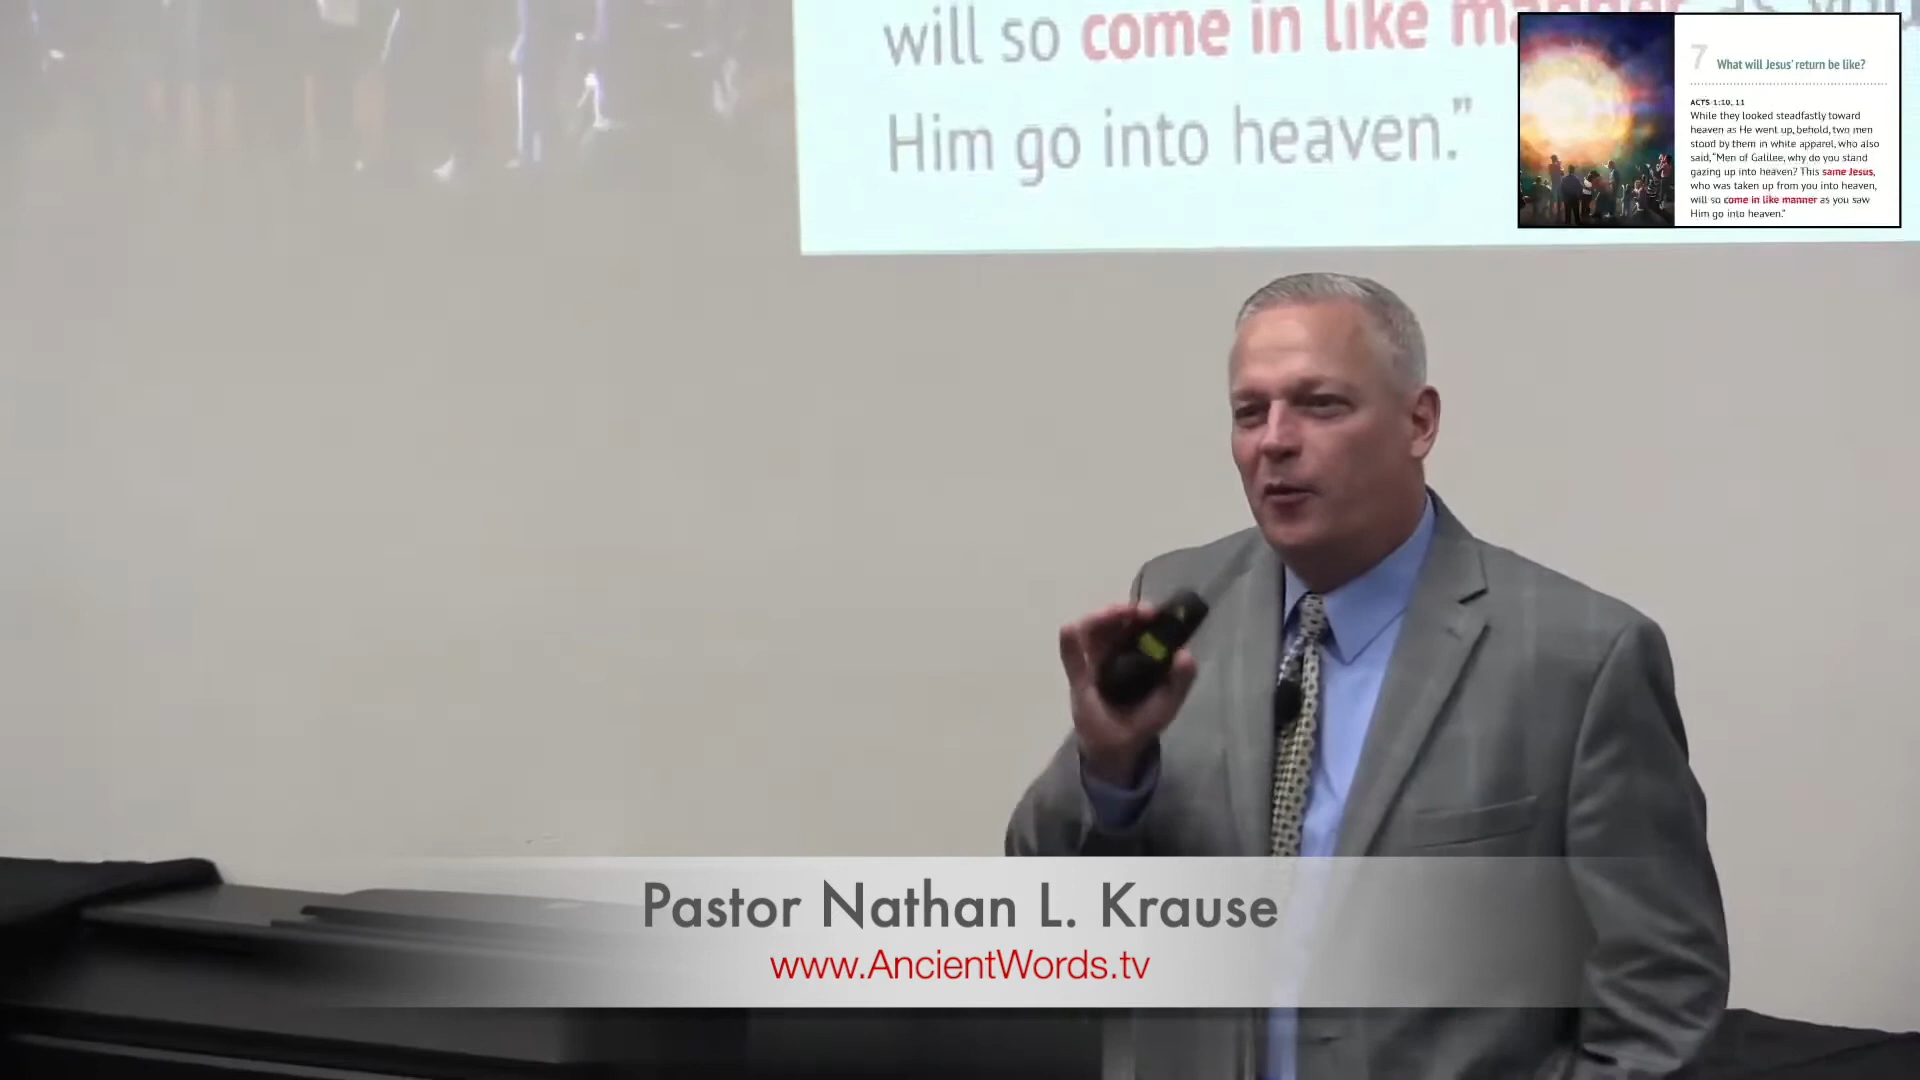 will so come in like manner as you
Him go into heaven."
7 What will Jesus' return be like?
ACTS 1:10, 11
While they looked steadfastly toward
heaven as He went up, behold, two men
stood by them in white apparel, who also
said, "Men of Galilee, why do you stand
gazing up into heaven? This same Jesus,
who was taken up from you into heaven,
will so come in like manner as you saw
Him go into heaven."
Pastor Nathan L. Krause
www.AncientWords.tv